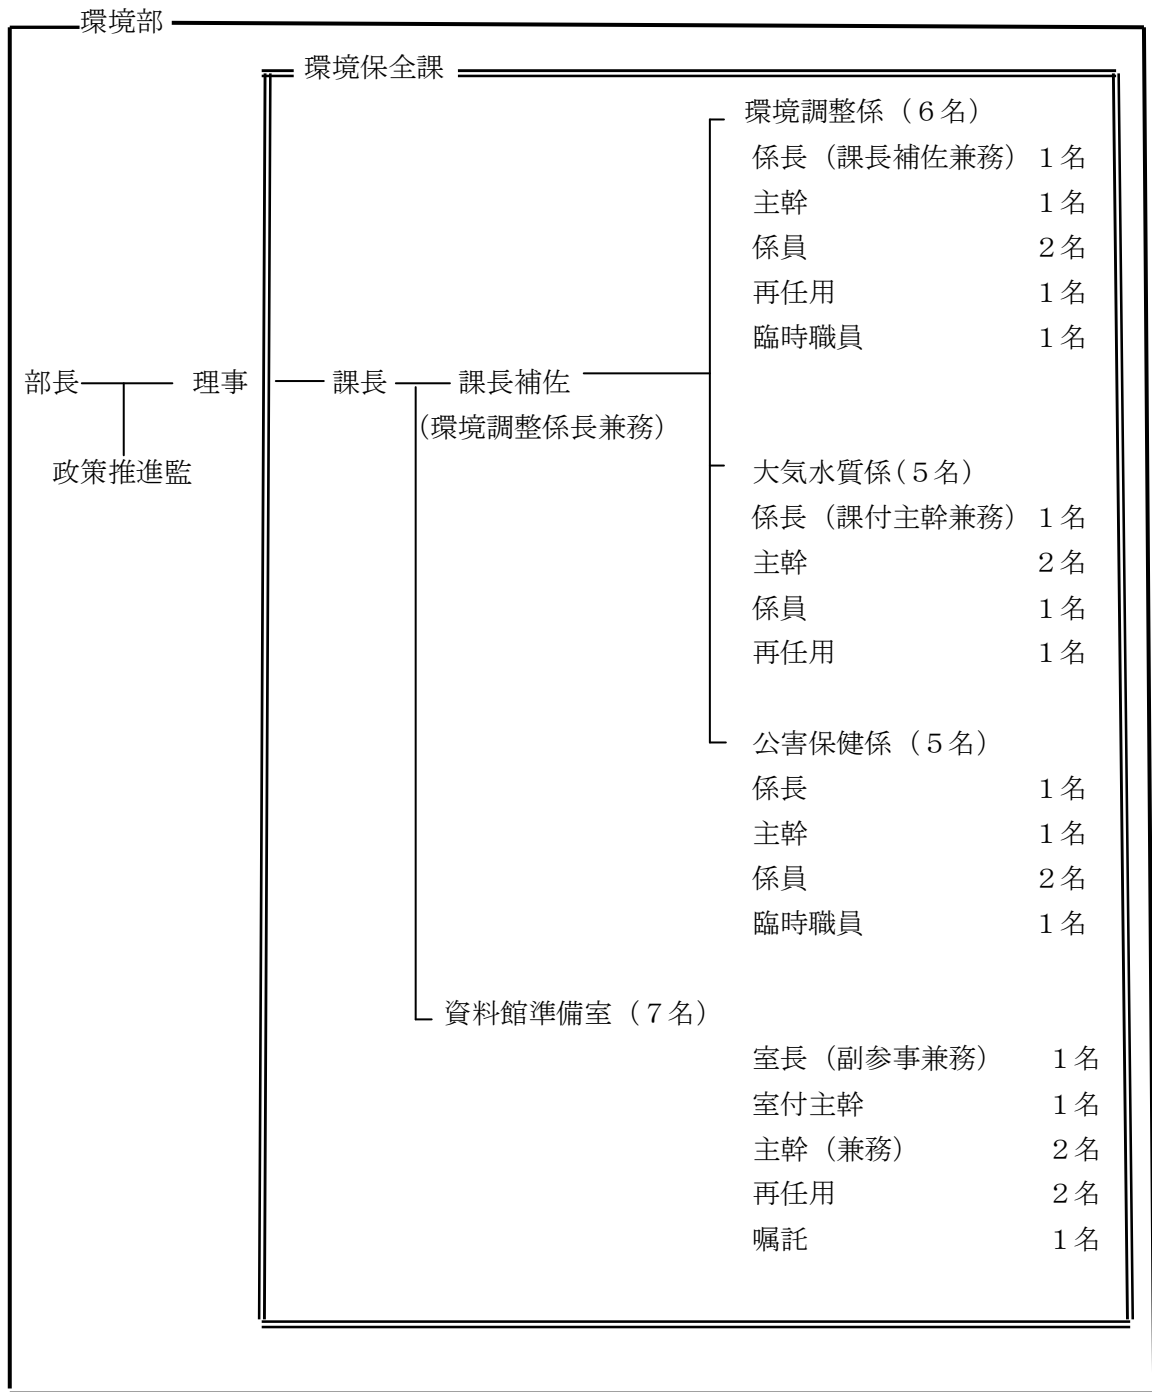 環境部
環境保全課
環境調整係（６名）
係長（課長補佐兼務）１名
主幹 １名
係員 ２名
再任用 １名
臨時職員 １名
部長 理事 課長 課長補佐
（環境調整係長兼務）
政策推進監
大気水質係（５名）
係長（課付主幹兼務）１名
主幹 ２名
係員 １名
再任用 １名
公害保健係（５名）
係長 １名
主幹 １名
係員 ２名
臨時職員 １名
資料館準備室（７名）
室長（副参事兼務） １名
室付主幹 １名
主幹（兼務） ２名
再任用 ２名
嘱託 １名